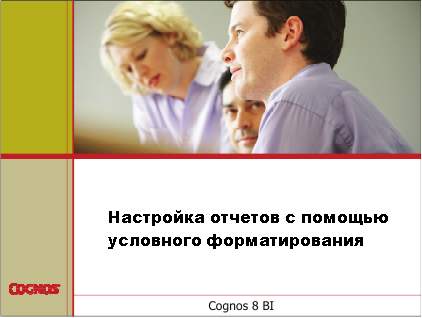 Настройка отчетов с помощью
условного форматирования
COGNOS
Cognos 8 BI